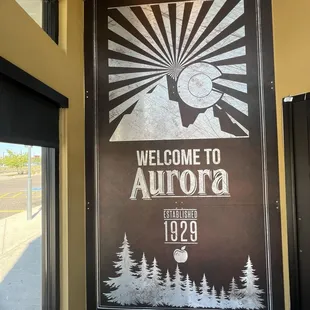 WELCOME TO
Aurora
ESTABLISHED
1929